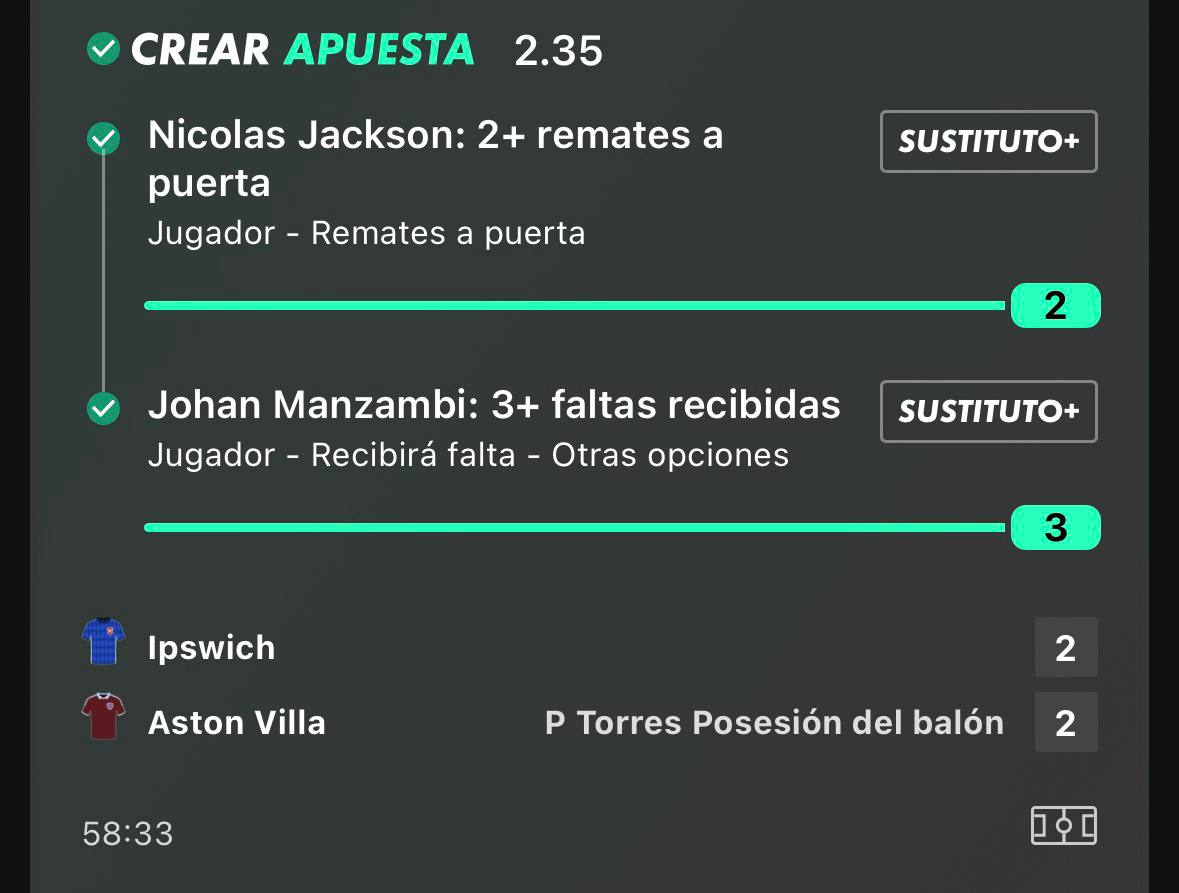 CREAR APUESTA 2.35
Nicolas Jackson: 2+ remates a
puerta
SUSTITUTO+
Jugador - Remates a puerta
2
Johan Manzambi: 3+ faltas recibidas
SUSTITUTO+
Jugador - Recibirá falta - Otras opciones
3
Ipswich 2
Aston Villa P Torres Posesión del balón 2
58:33